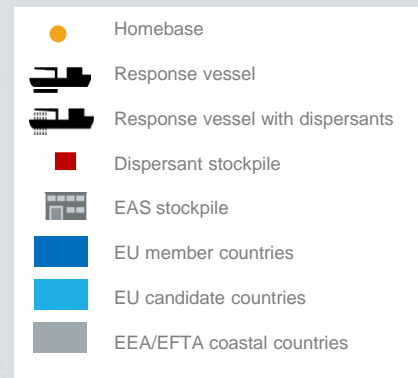 Homebase
Response vessel
Response vessel with dispersants
Dispersant stockpile
EAS stockpile
EU member countries
EU candidate countries
EEA/EFTA coastal countries